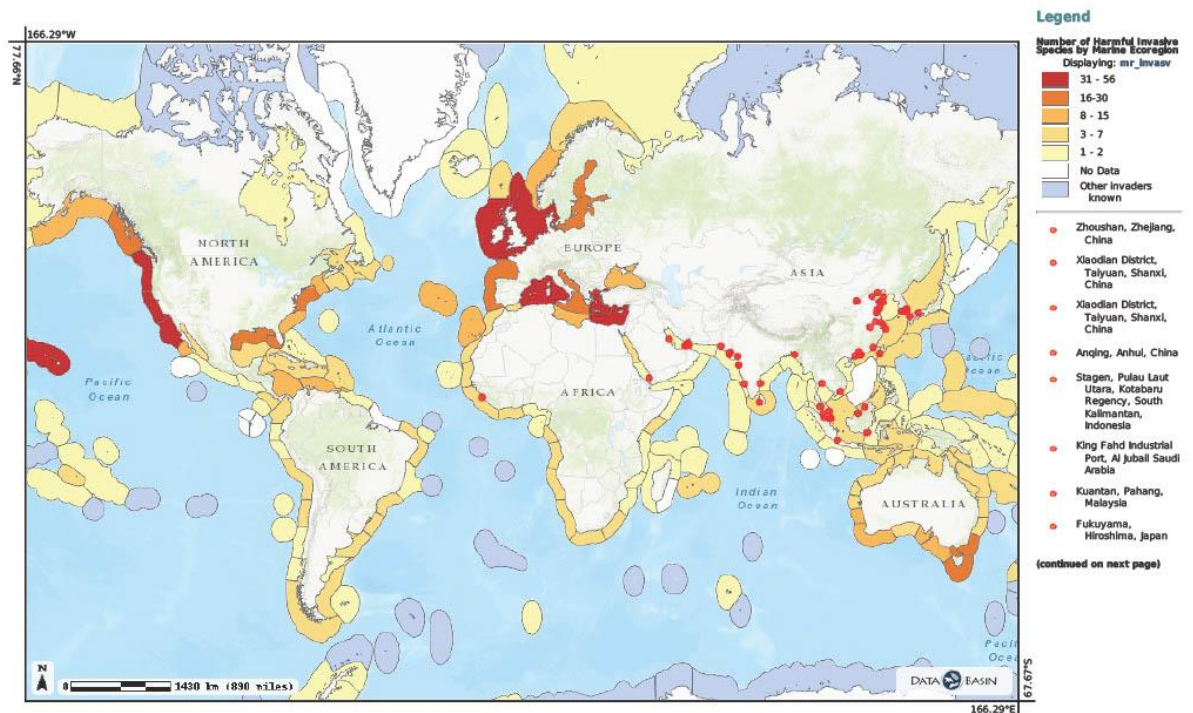 166.29°W
77.66°N
NORTH
AMERICA
EUROPE
ASIA
Atlantic
Ocean
Pacific
Ocean
AFRICA
SOUTH
AMERICA
Indian
Ocean
AUSTRALIA
Ocean
N
0 1430 km (890 miles)
DATA BASIN
67.67°S
166.29°E
Legend
Number of Harmful Invasive
Species by Marine Ecoregion
Displaying: mr_invasv
31 - 56
16-30
8 - 15
3 - 7
1 - 2
No Data
Other invaders
known
Zhoushan, Zhejiang,
China
Xiaodian District,
Taiyuan, Shanxi,
China
Xiaodian District,
Taiyuan, Shanxi,
China
Anqing, Anhui, China
Stagen, Pulau Laut
Utara, Kotabaru
Regency, South
Kalimantan,
Indonesia
King Fahd Industrial
Port, Al Jubail Saudi
Arabia
Kuantan, Pahang,
Malaysia
Fukuyama,
Hiroshima, Japan
(continued on next page)